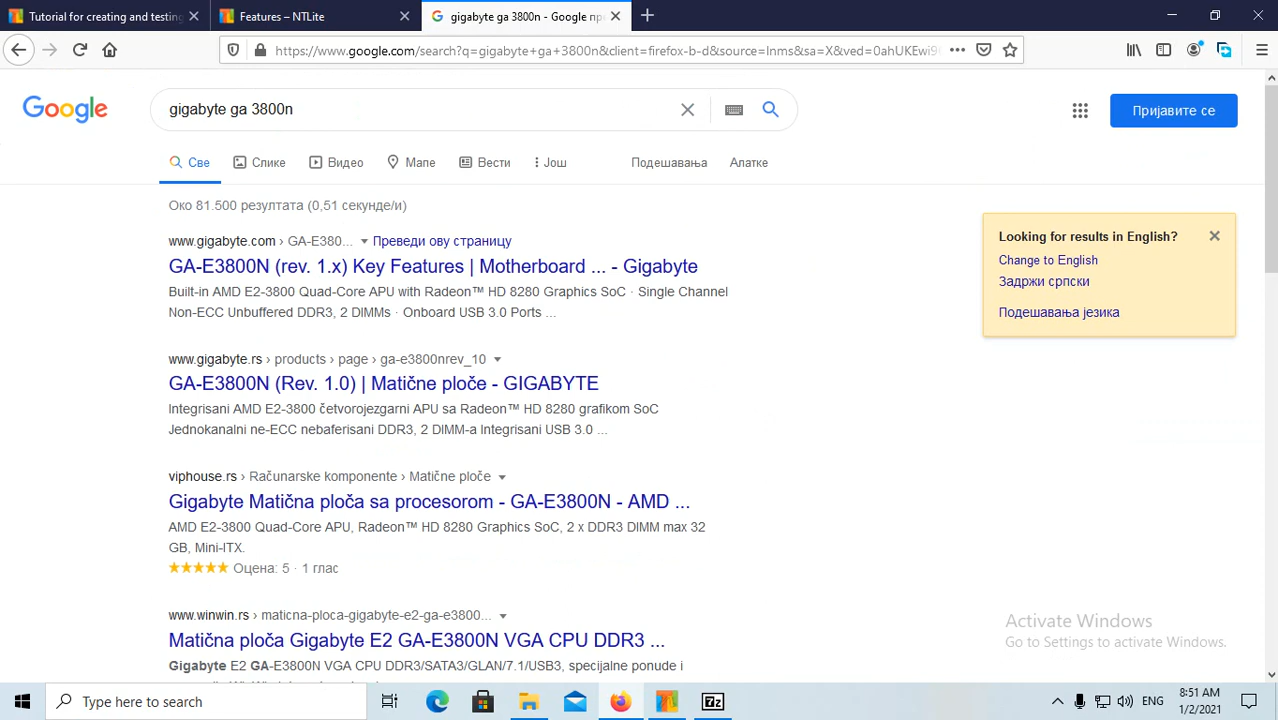 Tutorial for creating and testing
Features – NTLite
gigabyte ga 3800n - Google пр
https://www.google.com/search?q=gigabyte+ga+3800n&client=firefox-b-d&source=lnms&sa=X&ved=0ahUKEwi9
Google
gigabyte ga 3800n
Пријавите се
Све
Слике
Видео
Мапе
Вести
Још
Подешавања
Алатке
Око 81.500 резултата (0,51 секунде/и)
www.gigabyte.com › GA-E380... Преведи ову страницу
GA-E3800N (rev. 1.x) Key Features | Motherboard ... - Gigabyte
Built-in AMD E2-3800 Quad-Core APU with Radeon™ HD 8280 Graphics SoC · Single Channel
Non-ECC Unbuffered DDR3, 2 DIMMs · Onboard USB 3.0 Ports ...
www.gigabyte.rs › products › page › ga-e3800nrev_10
GA-E3800N (Rev. 1.0) | Matične ploče - GIGABYTE
Integrisani AMD E2-3800 četvorojezgarni APU sa Radeon™ HD 8280 grafikom SoC
Jednokanalni ne-ECC nebaferisani DDR3, 2 DIMM-a Integrisani USB 3.0 ...
viphouse.rs › Računarske komponente › Matične ploče
Gigabyte Matična ploča sa procesorom - GA-E3800N - AMD ...
AMD E2-3800 Quad-Core APU, Radeon™ HD 8280 Graphics SoC, 2 x DDR3 DIMM max 32
GB, Mini-ITX.
Оцена: 5 · 1 глас
www.winwin.rs › maticna-ploca-gigabyte-e2-ga-e3800...
Matična ploča Gigabyte E2 GA-E3800N VGA CPU DDR3 ...
Gigabyte E2 GA-E3800N VGA CPU DDR3/SATA3/GLAN/7.1/USB3, specijalne ponude i
Looking for results in English?
Change to English
Задржи српски
Подешавања језика
Activate Windows
Go to Settings to activate Windows.
Type here to search
7z
ENG
8:51 AM
1/2/2021